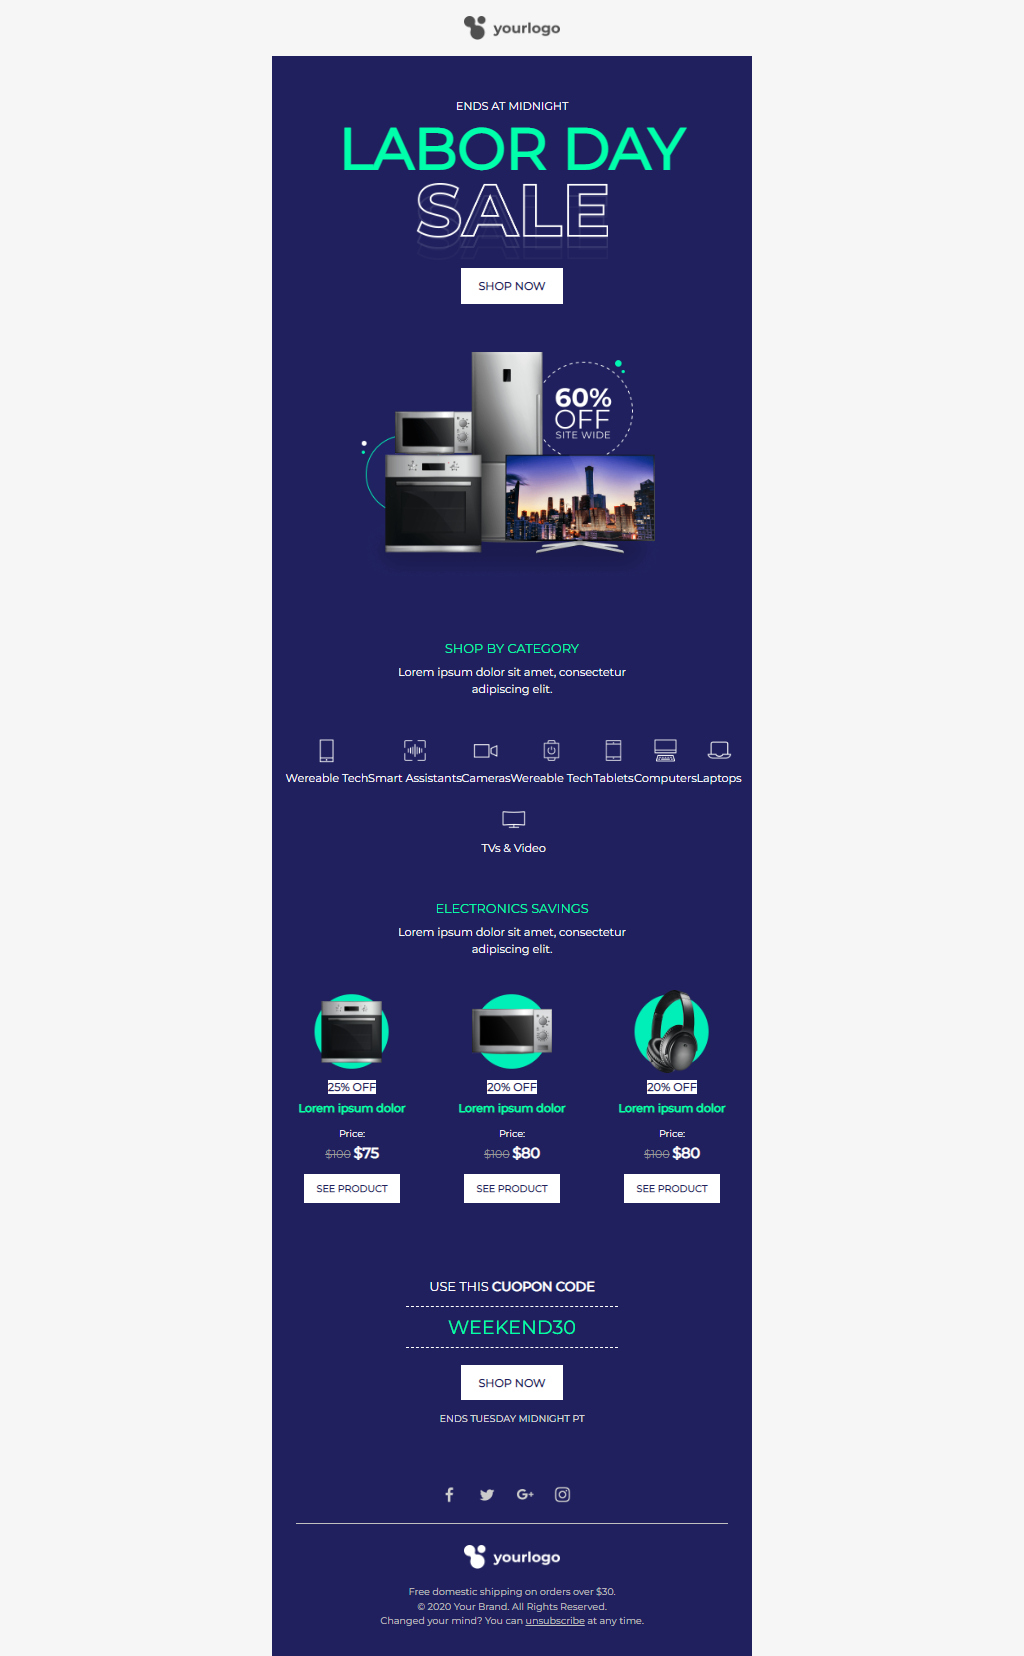 yourlogo
ENDS AT MIDNIGHT
LABOR DAY
SALE
SHOP NOW
60%
OFF
SITE WIDE
SHOP BY CATEGORY
Lorem ipsum dolor sit amet, consectetur
adipiscing elit.
Wereable Tech Smart Assistants Cameras Wereable Tech Tablets Computers Laptops
TVs & Video
ELECTRONICS SAVINGS
Lorem ipsum dolor sit amet, consectetur
adipiscing elit.
25% OFF 20% OFF 20% OFF
Lorem ipsum dolor Lorem ipsum dolor Lorem ipsum dolor
Price: Price: Price:
$100 $75 $100 $80 $100 $80
SEE PRODUCT SEE PRODUCT SEE PRODUCT
USE THIS CUOPON CODE
WEEKEND30
SHOP NOW
ENDS TUESDAY MIDNIGHT PT
yourlogo
Free domestic shipping on orders over $30.
© 2020 Your Brand. All Rights Reserved.
Changed your mind? You can unsubscribe at any time.